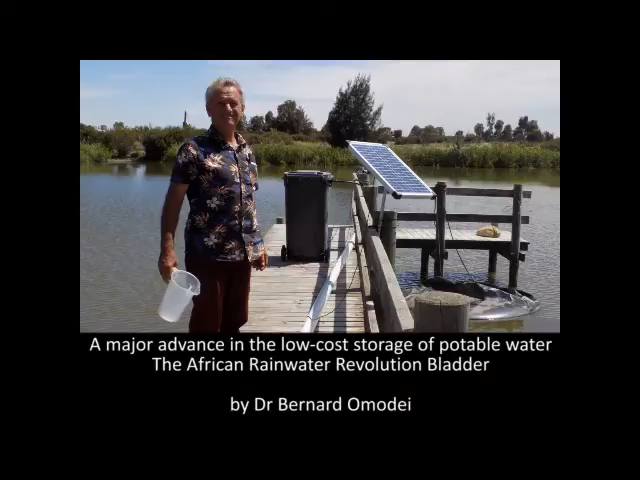 A major advance in the low-cost storage of potable water
The African Rainwater Revolution Bladder
by Dr Bernard Omodei